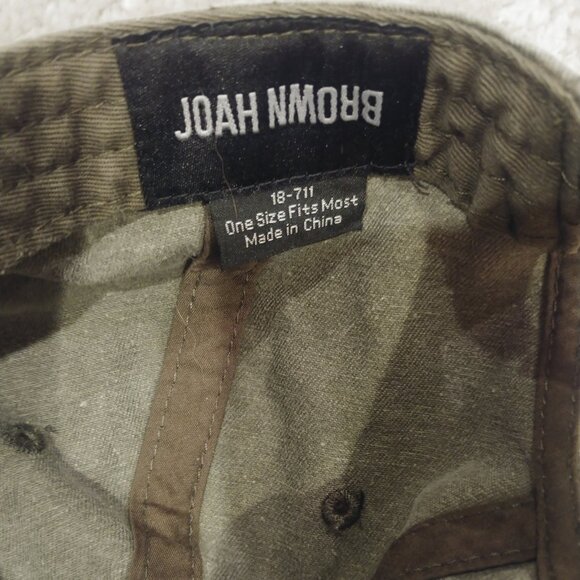 JOAH BROWN
18-711
One Size Fits Most
Made in China